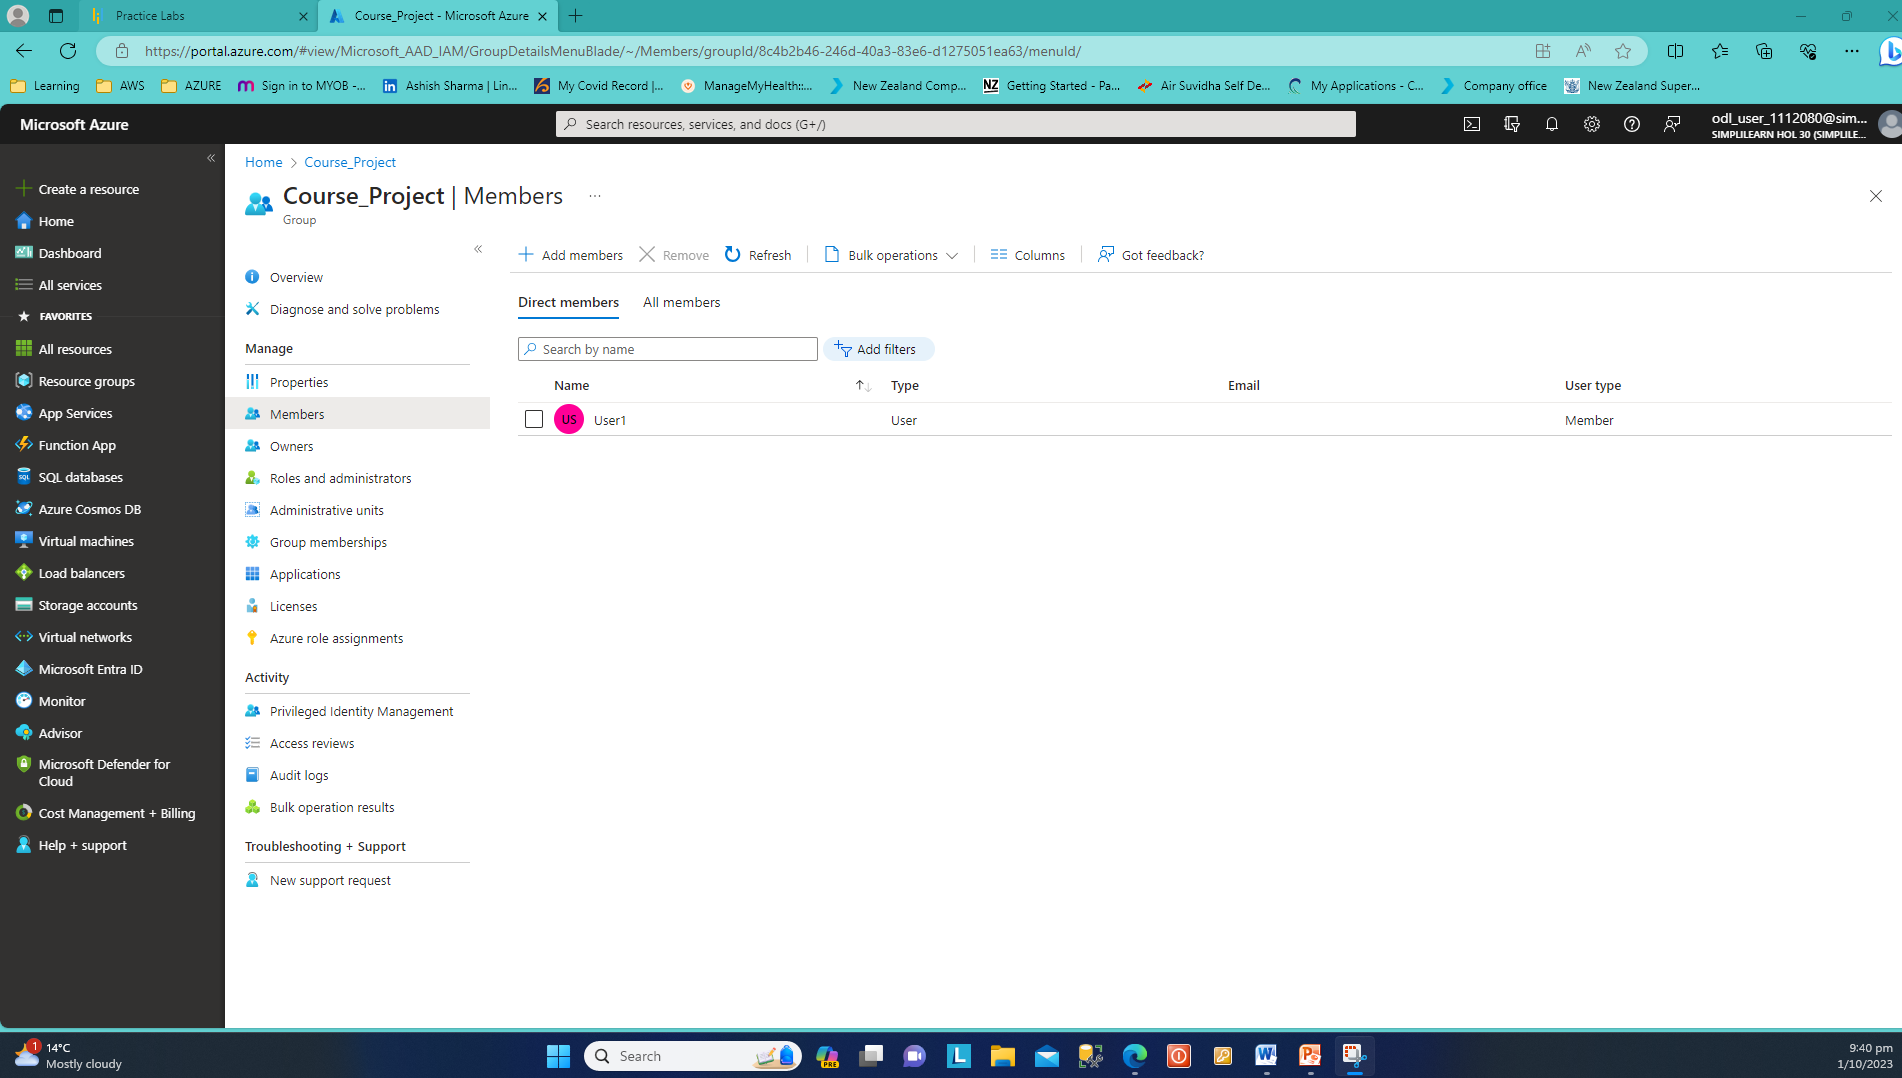 Practice Labs
Course_Project - Microsoft Azure
https://portal.azure.com/#view/Microsoft_AAD_IAM/GroupDetailsMenuBlade/~/Members/groupId/8c4b2b46-246d-40a3-83e6-d1275051ea63/menuId/
Learning
AWS
AZURE
Sign in to MYOB -...
Ashish Sharma | Lin...
My Covid Record |...
ManageMyHealth::...
New Zealand Comp...
NZ Getting Started - Pa...
Air Suvidha Self De...
My Applications - C...
Company office
New Zealand Super...
Microsoft Azure
Search resources, services, and docs (G+/)
odl_user_1112080@sim...
SIMPLILEARN HOL 30 (SIMPLILE...
Create a resource
Home
Dashboard
All services
FAVORITES
All resources
Resource groups
App Services
Function App
SQL databases
Azure Cosmos DB
Virtual machines
Load balancers
Storage accounts
Virtual networks
Microsoft Entra ID
Monitor
Advisor
Microsoft Defender for
Cloud
Cost Management + Billing
Help + support
Home > Course_Project
Course_Project | Members ...
Group
Overview
Diagnose and solve problems
Manage
Properties
Members
Owners
Roles and administrators
Administrative units
Group memberships
Applications
Licenses
Azure role assignments
Activity
Privileged Identity Management
Access reviews
Audit logs
Bulk operation results
Troubleshooting + Support
New support request
Add members
Remove
Refresh
Bulk operations
Columns
Got feedback?
Direct members
All members
Search by name
Add filters
Name Type Email User type
US User1 User Member
1
14°C
Mostly cloudy
Search
PRE
9:40 pm
1/10/2023